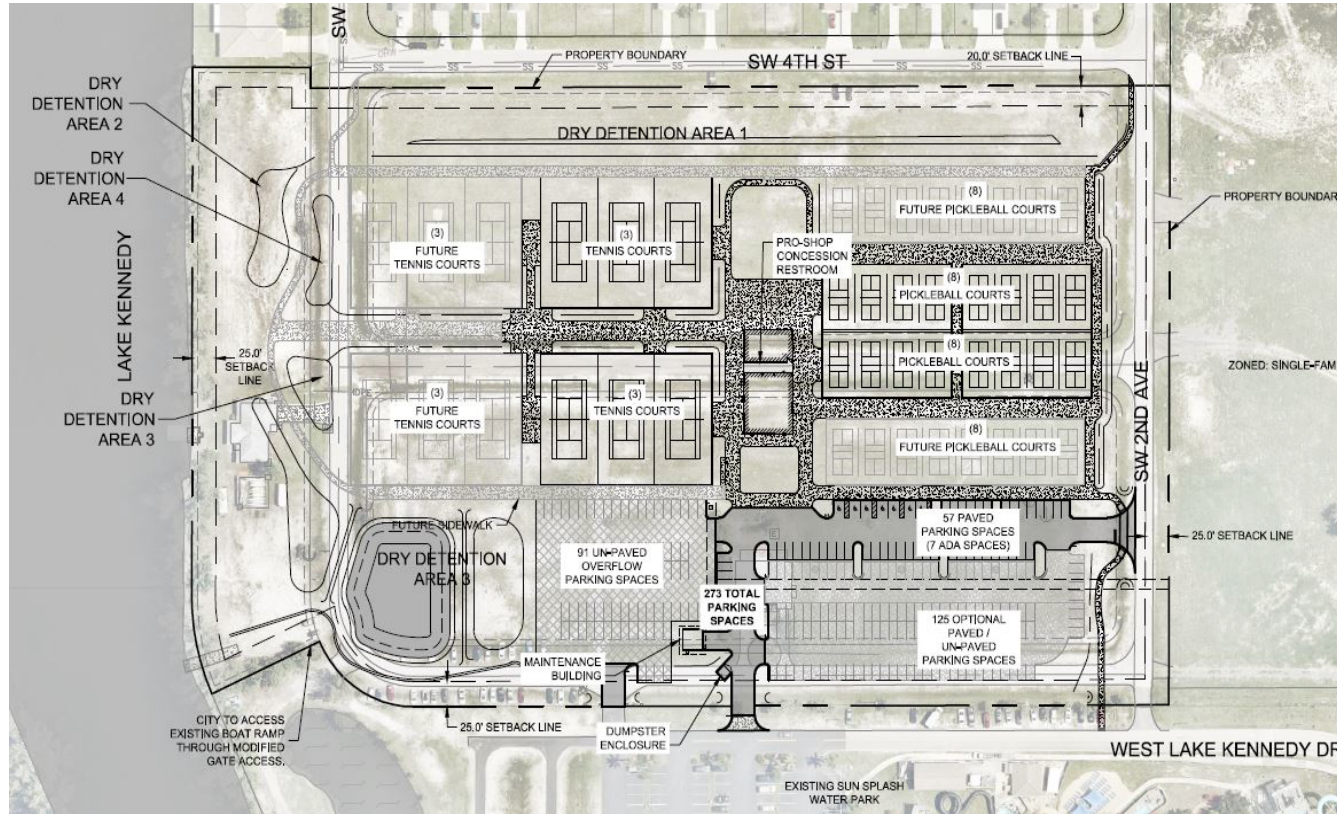 SW
PROPERTY BOUNDARY
SW 4TH ST
20.0' SETBACK LINE
DRY
DETENTION
AREA 2
DRY DETENTION AREA 1
DRY
DETENTION
AREA 4
PROPERTY BOUNDAR
(8)
FUTURE PICKLEBALL COURTS
(3)
FUTURE
TENNIS COURTS
(3)
TENNIS COURTS
PRO-SHOP
CONCESSION
RESTROOM
(8)
PICKLEBALL COURTS
LAKE KENNEDY
25.0'
SETBACK
LINE
(8)
PICKLEBALL COURTS
ZONED: SINGLE-FAM
DRY
DETENTION
AREA 3
(3)
FUTURE
TENNIS COURTS
(3)
TENNIS COURTS
(8)
FUTURE PICKLEBALL COURTS
SW 2ND AVE
FUTURE SIDEWALK
57 PAVED
PARKING SPACES
(7 ADA SPACES)
25.0' SETBACK LINE
DRY DETENTION
AREA 3
91 UN-PAVED
OVERFLOW
PARKING SPACES
273 TOTAL
PARKING
SPACES
125 OPTIONAL
PAVED /
UN-PAVED
PARKING SPACES
MAINTENANCE
BUILDING
CITY TO ACCESS
EXISTING BOAT RAMP
THROUGH MODIFIED
GATE ACCESS.
25.0' SETBACK LINE
DUMPSTER
ENCLOSURE
WEST LAKE KENNEDY DR
EXISTING SUN SPLASH
WATER PARK